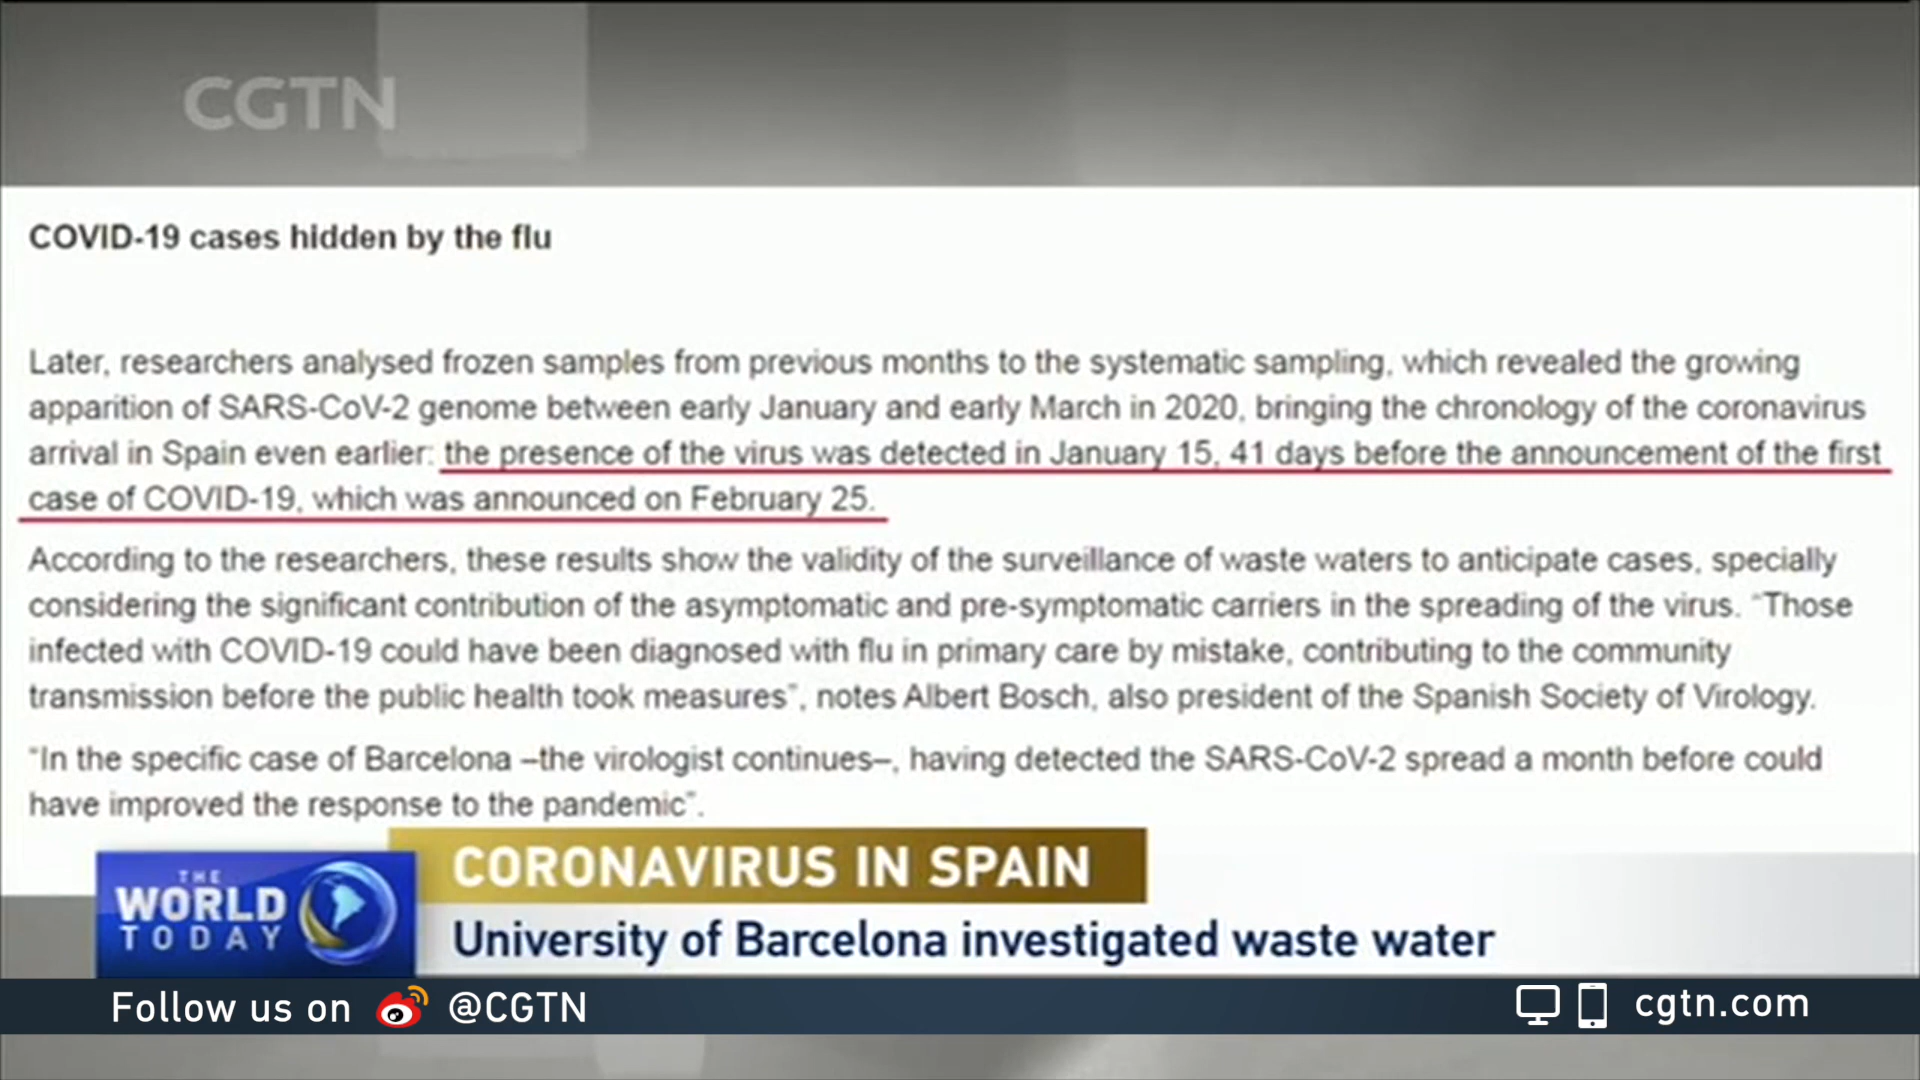 CGTN
COVID-19 cases hidden by the flu
Later, researchers analysed frozen samples from previous months to the systematic sampling, which revealed the growing
apparition of SARS-CoV-2 genome between early January and early March in 2020, bringing the chronology of the coronavirus
arrival in Spain even earlier: the presence of the virus was detected in January 15, 41 days before the announcement of the first
case of COVID-19, which was announced on February 25.
According to the researchers, these results show the validity of the surveillance of waste waters to anticipate cases, specially
considering the significant contribution of the asymptomatic and pre-symptomatic carriers in the spreading of the virus. “Those
infected with COVID-19 could have been diagnosed with flu in primary care by mistake, contributing to the community
transmission before the public health took measures”, notes Albert Bosch, also president of the Spanish Society of Virology.
“In the specific case of Barcelona –the virologist continues–, having detected the SARS-CoV-2 spread a month before could
have improved the response to the pandemic”.
CORONAVIRUS IN SPAIN
THE
WORLD
TODAY
University of Barcelona investigated waste water
Follow us on @CGTN
cgtn.com